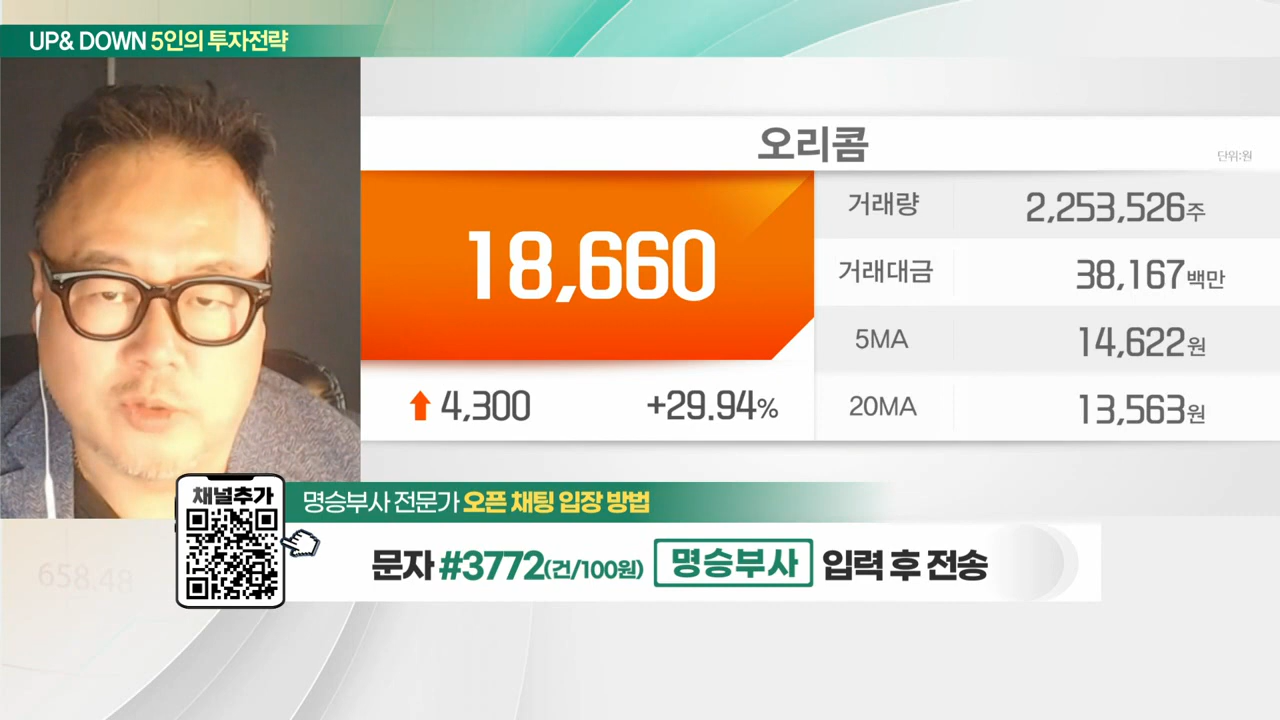 UP& DOWN 5인의 투자전략
오리콤
단위:원
18,660
4,300 +29.94%
거래량 2,253,526주
거래대금 38,167백만
5MA 14,622원
20MA 13,563원
채널추가
명승부사 전문가 오픈 채팅 입장 방법
문자 #3772(건/100원) 명승부사 입력 후 전송
658.48